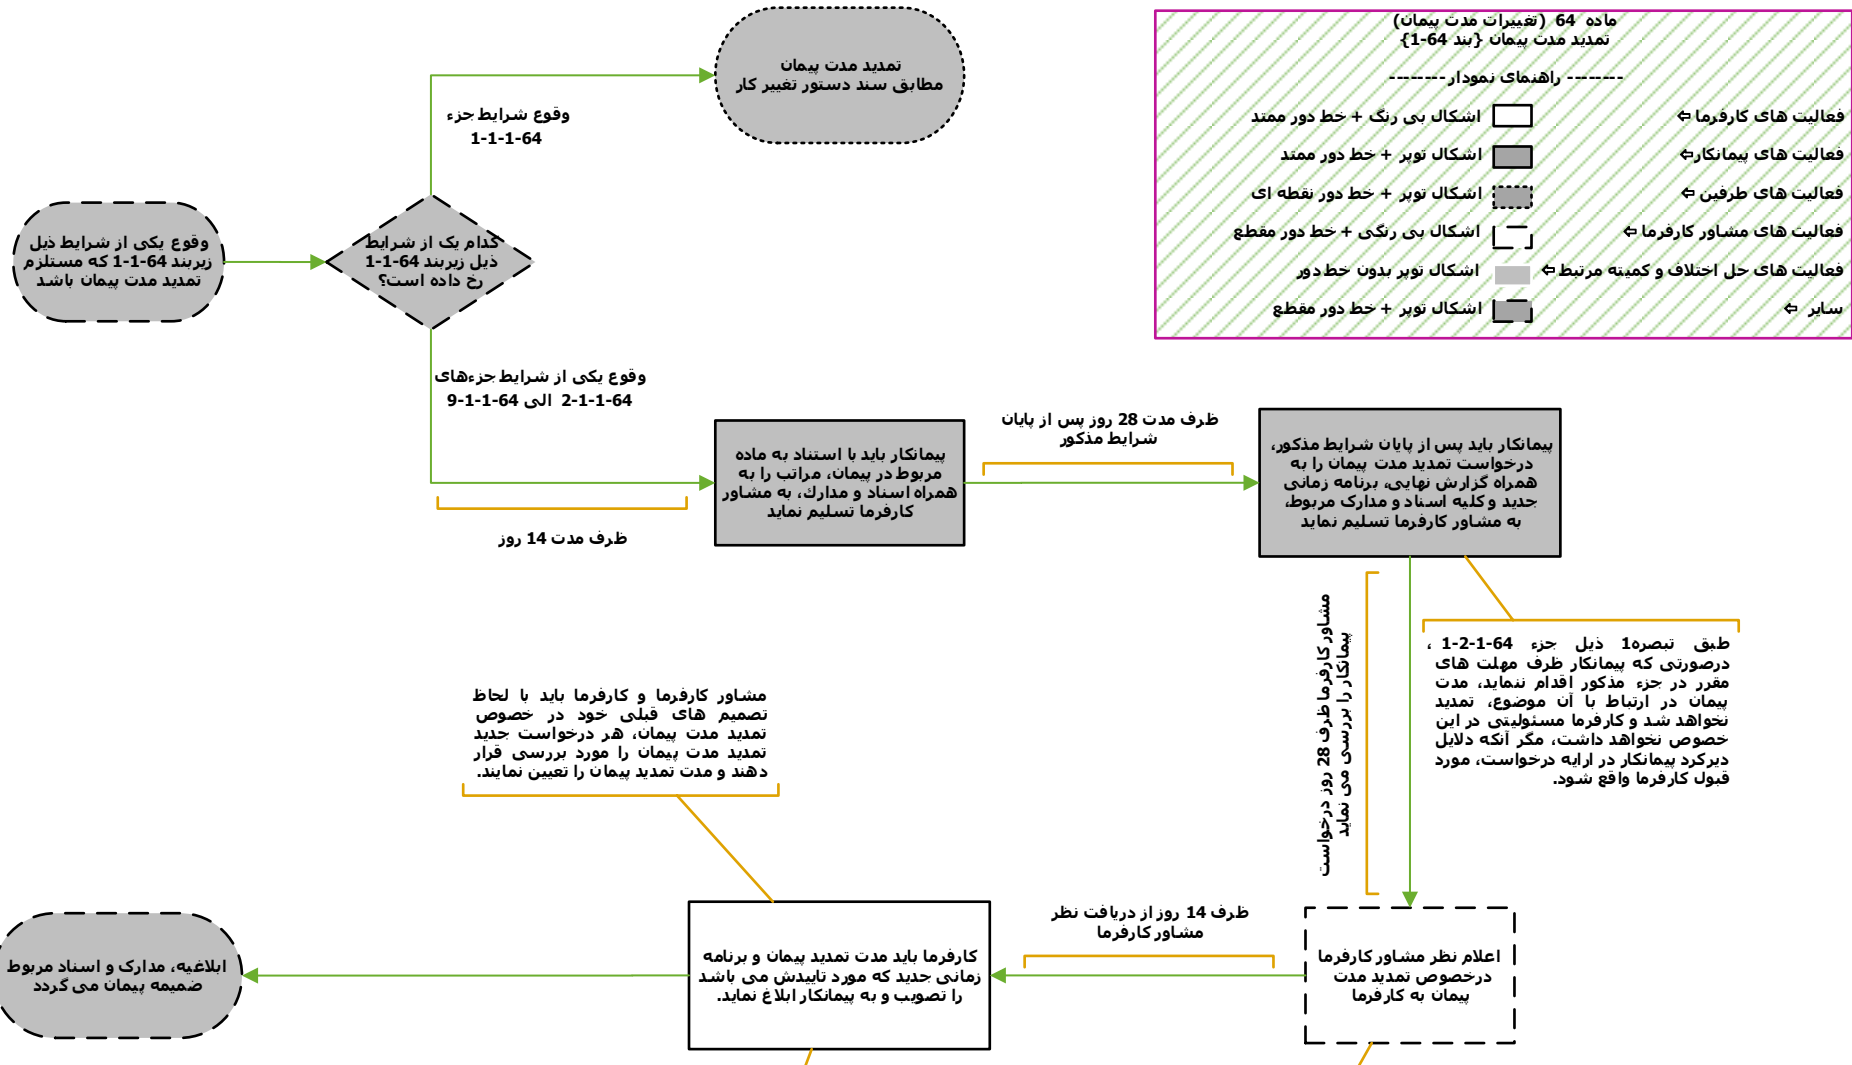 ماده 64 (تغییرات مدت پیمان)
تمدید مدت پیمان {بند 64-1}
-------- راهنمای نمودار --------
فعالیت های کارفرما ⇦ اشکال بی رنگ + خط دور ممتد
فعالیت های پیمانکار⇦ اشکال توپر + خط دور ممتد
فعالیت های طرفین ⇦ اشکال توپر + خط دور نقطه ای
فعالیت های مشاور کارفرما ⇦ اشکال بی رنگی + خط دور مقطع
فعالیت های حل اختلاف و کمیته مرتبط ⇦ اشکال توپر بدون خط دور
سایر ⇦ اشکال توپر + خط دور مقطع
تمدید مدت پیمان
مطابق سند دستور تغییر کار
وقوع شرایط جزء
64-1-1-1
وقوع یکی از شرایط ذیل
زیربند 64-1-1 که مستلزم
تمدید مدت پیمان باشد
کدام یک از شرایط
ذیل زیربند 64-1-1
رخ داده است؟
وقوع یکی از شرایط جزءهای
64-1-1-2 الی 64-1-1-9
ظرف مدت 14 روز
پیمانکار باید با استناد به ماده
مربوط در پیمان، مراتب را به
همراه اسناد و مدارك، به مشاور
کارفرما تسلیم نماید
ظرف مدت 28 روز پس از پایان
شرایط مذکور
پیمانکار باید پس از پایان شرایط مذکور،
درخواست تمدید مدت پیمان را به
همراه گزارش نهایی، برنامه زمانی
جدید و کلیه اسناد و مدارک مربوط،
به مشاور کارفرما تسلیم نماید
مشاور کارفرما ظرف 28 روز درخواست
پیمانکار را بررسی می نماید
طبق تبصره1 ذیل جزء 64-1-2-1 ،
درصورتی که پیمانکار ظرف مهلت های
مقرر در جزء مذکور اقدام ننماید، مدت
پیمان در ارتباط با آن موضوع، تمدید
نخواهد شد و کارفرما مسئولیتی در این
خصوص نخواهد داشت، مگر آنکه دلایل
دیرکرد پیمانکار در ارایه درخواست، مورد
قبول کارفرما واقع شود.
مشاور کارفرما و کارفرما باید با لحاظ
تصمیم های قبلی خود در خصوص
تمدید مدت پیمان، هر درخواست جدید
تمدید مدت پیمان را مورد بررسی قرار
دهند و مدت تمدید پیمان را تعیین نمایند.
اعلام نظر مشاور کارفرما
درخصوص تمدید مدت
پیمان به کارفرما
ظرف 14 روز از دریافت نظر
مشاور کارفرما
کارفرما باید مدت تمدید پیمان و برنامه
زمانی جدید که مورد تاییدش می باشد
را تصویب و به پیمانکار ابلاغ نماید.
ابلاغیه، مدارک و اسناد مربوط
ضمیمه پیمان می گردد